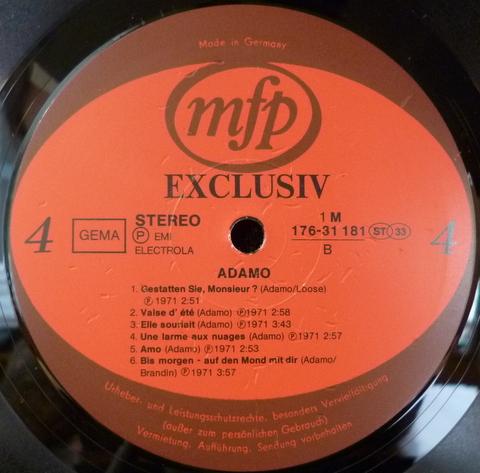 Made in Germany
mfp
EXCLUSIV
4
GEMA
STEREO
Ⓟ EMI
ELECTROLA
1 M
176-31 181 ST 33
B
4
ADAMO
1. Gestatten Sie, Monsieur ? (Adamo/Loose)
Ⓟ 1971 2:51
2. Valse d' été (Adamo) Ⓟ1971 2:58
3. Elle souriait (Adamo) Ⓟ 1971 3:43
4. Une larme aux nuages (Adamo) Ⓟ 1971 2:57
5. Amo (Adamo) Ⓟ 1971 2:53
6. Bis morgen - auf den Mond mit dir (Adamo/
Brandin) Ⓟ 1971 3:57
Urheber- und Leistungsschutzrechte, besonders Vervielfältigung
(außer zum persönlichen Gebrauch)
Vermietung, Aufführung, Sendung vorbehalten